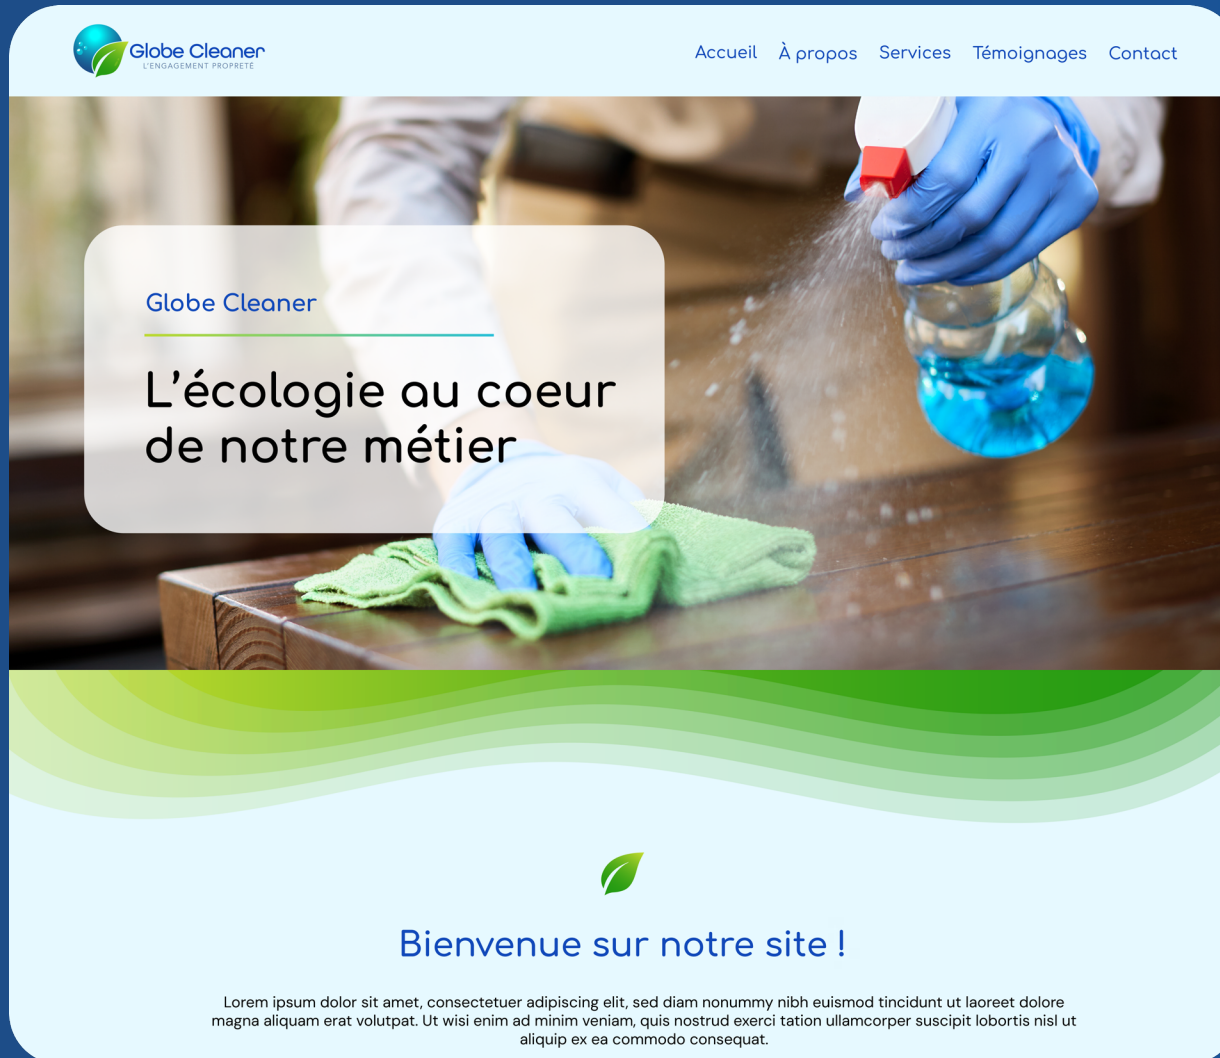 Globe Cleaner
L'ENGAGEMENT PROPRETÉ
Accueil À propos Services Témoignages Contact
Globe Cleaner
L’écologie au coeur
de notre métier
Bienvenue sur notre site !
Lorem ipsum dolor sit amet, consectetuer adipiscing elit, sed diam nonummy nibh euismod tincidunt ut laoreet dolore
magna aliquam erat volutpat. Ut wisi enim ad minim veniam, quis nostrud exerci tation ullamcorper suscipit lobortis nisl ut
aliquip ex ea commodo consequat.